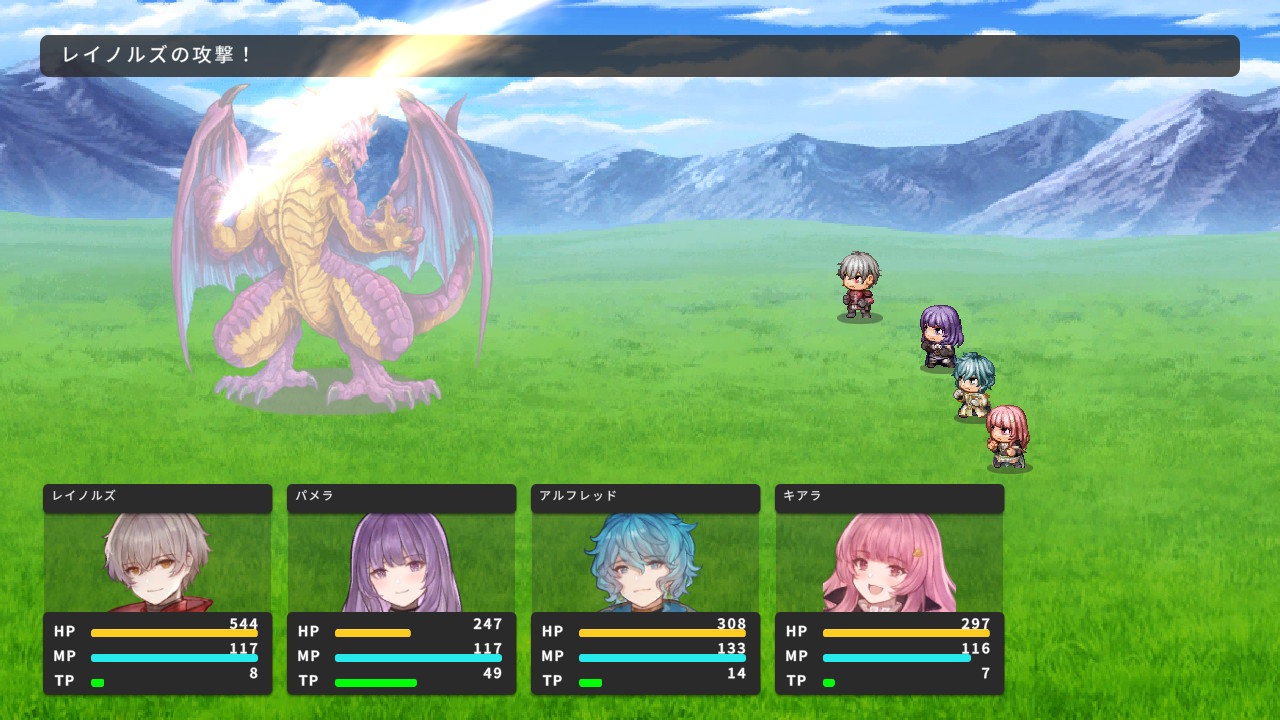 レイノルズの攻撃！
レイノルズ
HP 544
MP 117
TP 8
パメラ
HP 247
MP 117
TP 49
アルフレッド
HP 308
MP 133
TP 14
キアラ
HP 297
MP 116
TP 7